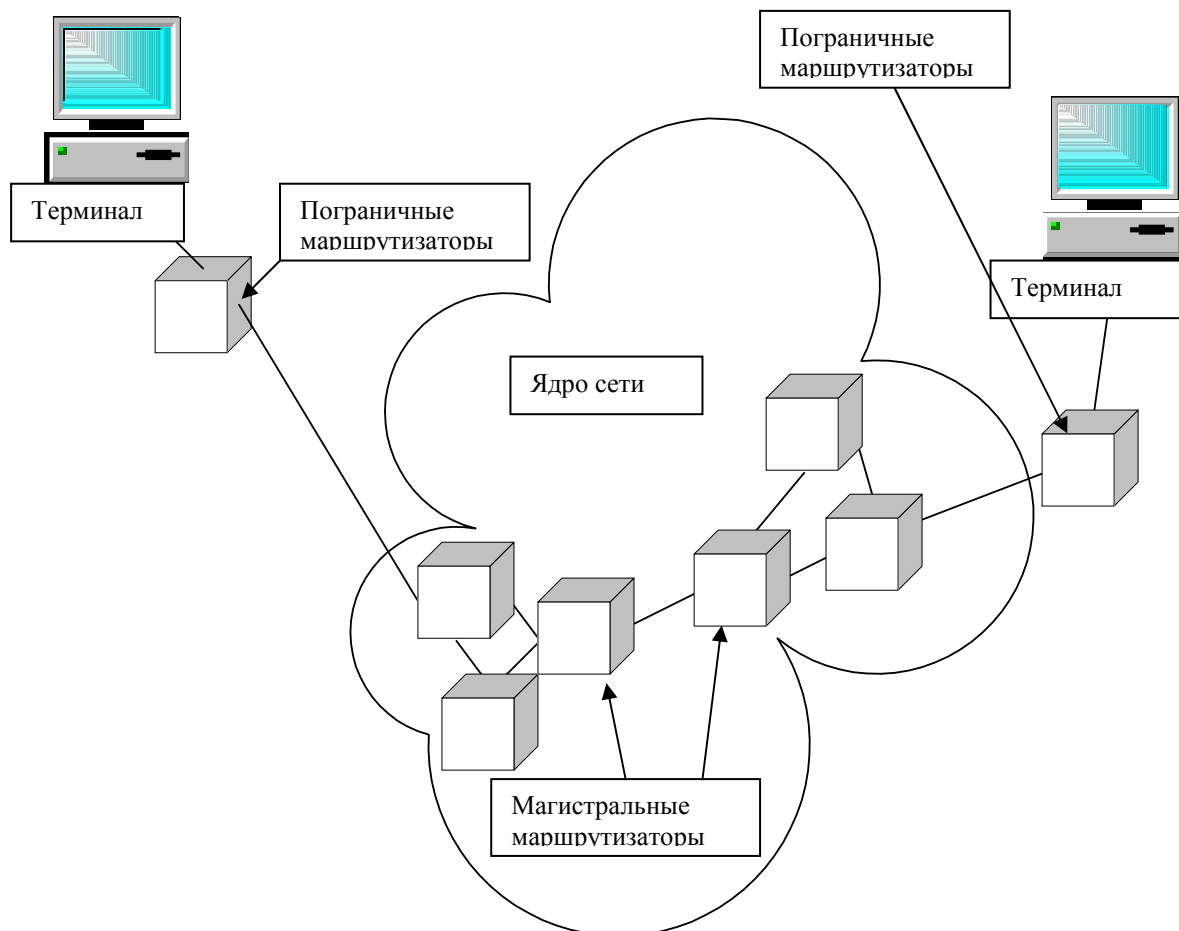 Пограничные
маршрутизаторы
Терминал
Пограничные
маршрутизаторы
Терминал
Ядро сети
Магистральные
маршрутизаторы